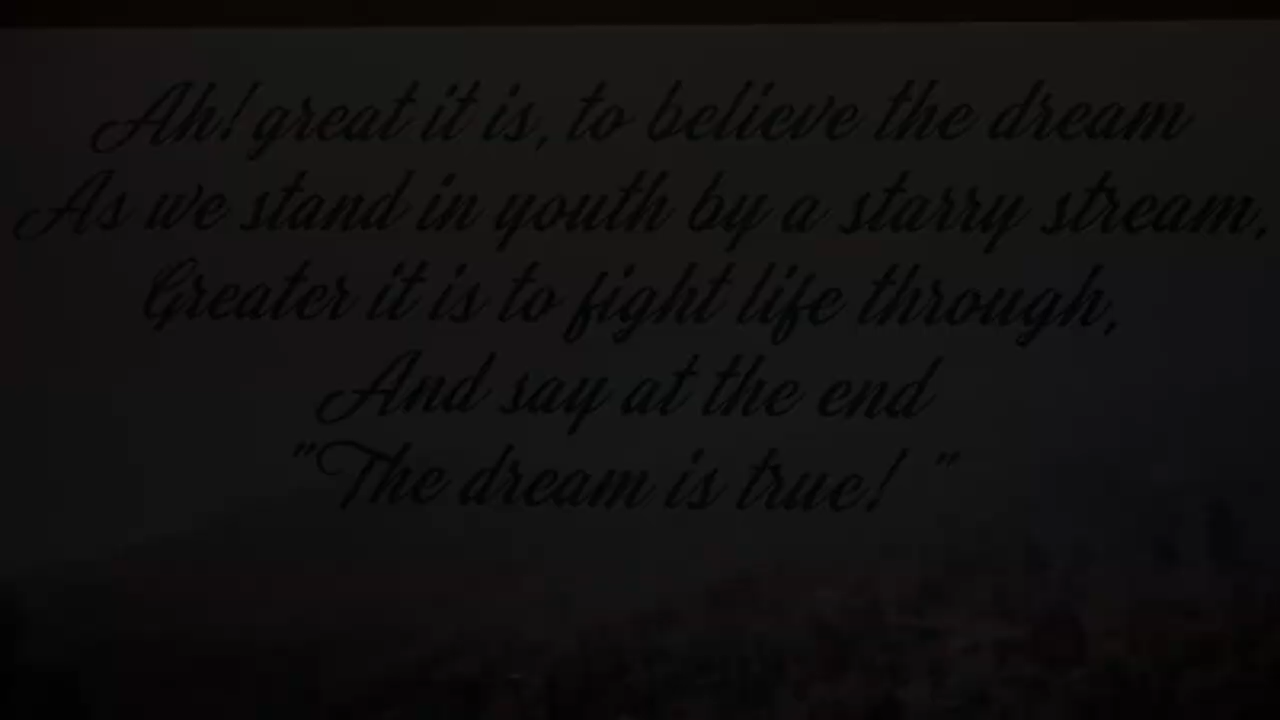 Ah! great it is, to believe the dream
As we stand in youth by a starry stream,
Greater it is to fight life through,
And say at the end
"The dream is true! "